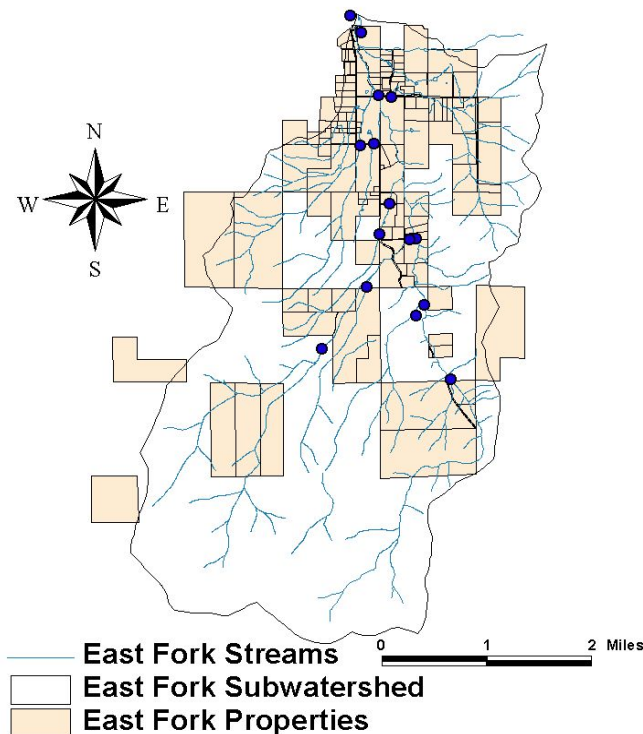 N
W E
S
0 1 2 Miles
East Fork Streams
East Fork Subwatershed
East Fork Properties